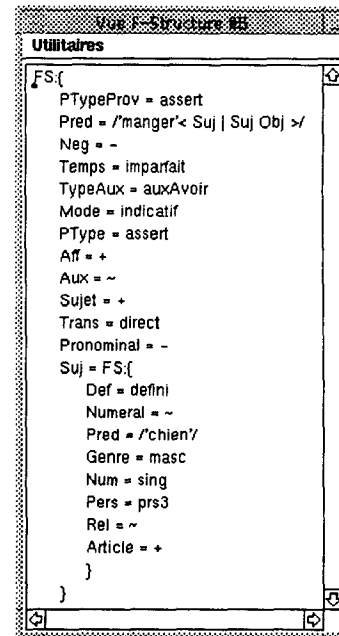 Vue F-Structure
Utilitaires
FS:{
PTypeProv = assert
Pred = /'manger'< Suj | Suj Obj >/
Neg = -
Temps = imparfait
TypeAux = auxAvoir
Mode = indicatif
PType = assert
Aff = +
Aux = ~
Sujet = +
Trans = direct
Pronominal = -
Suj = FS:{
Def = defini
Numeral = ~
Pred = /'chien'/
Genre = masc
Num = sing
Pers = prs3
Rel = ~
Article = +
}
}